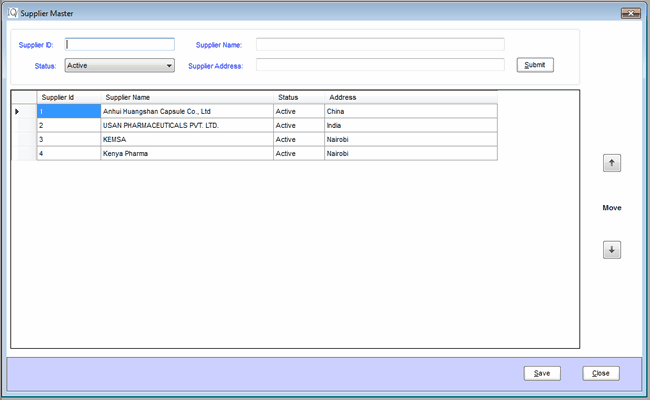 Supplier Master
Supplier ID: Supplier Name:
Status: Active Supplier Address: Submit
Supplier Id Supplier Name Status Address
1 Anhui Huangshan Capsule Co., Ltd Active China
2 USAN PHARMACEUTICALS PVT. LTD. Active India
3 KEMSA Active Nairobi
4 Kenya Pharma Active Nairobi
Move
Save Close